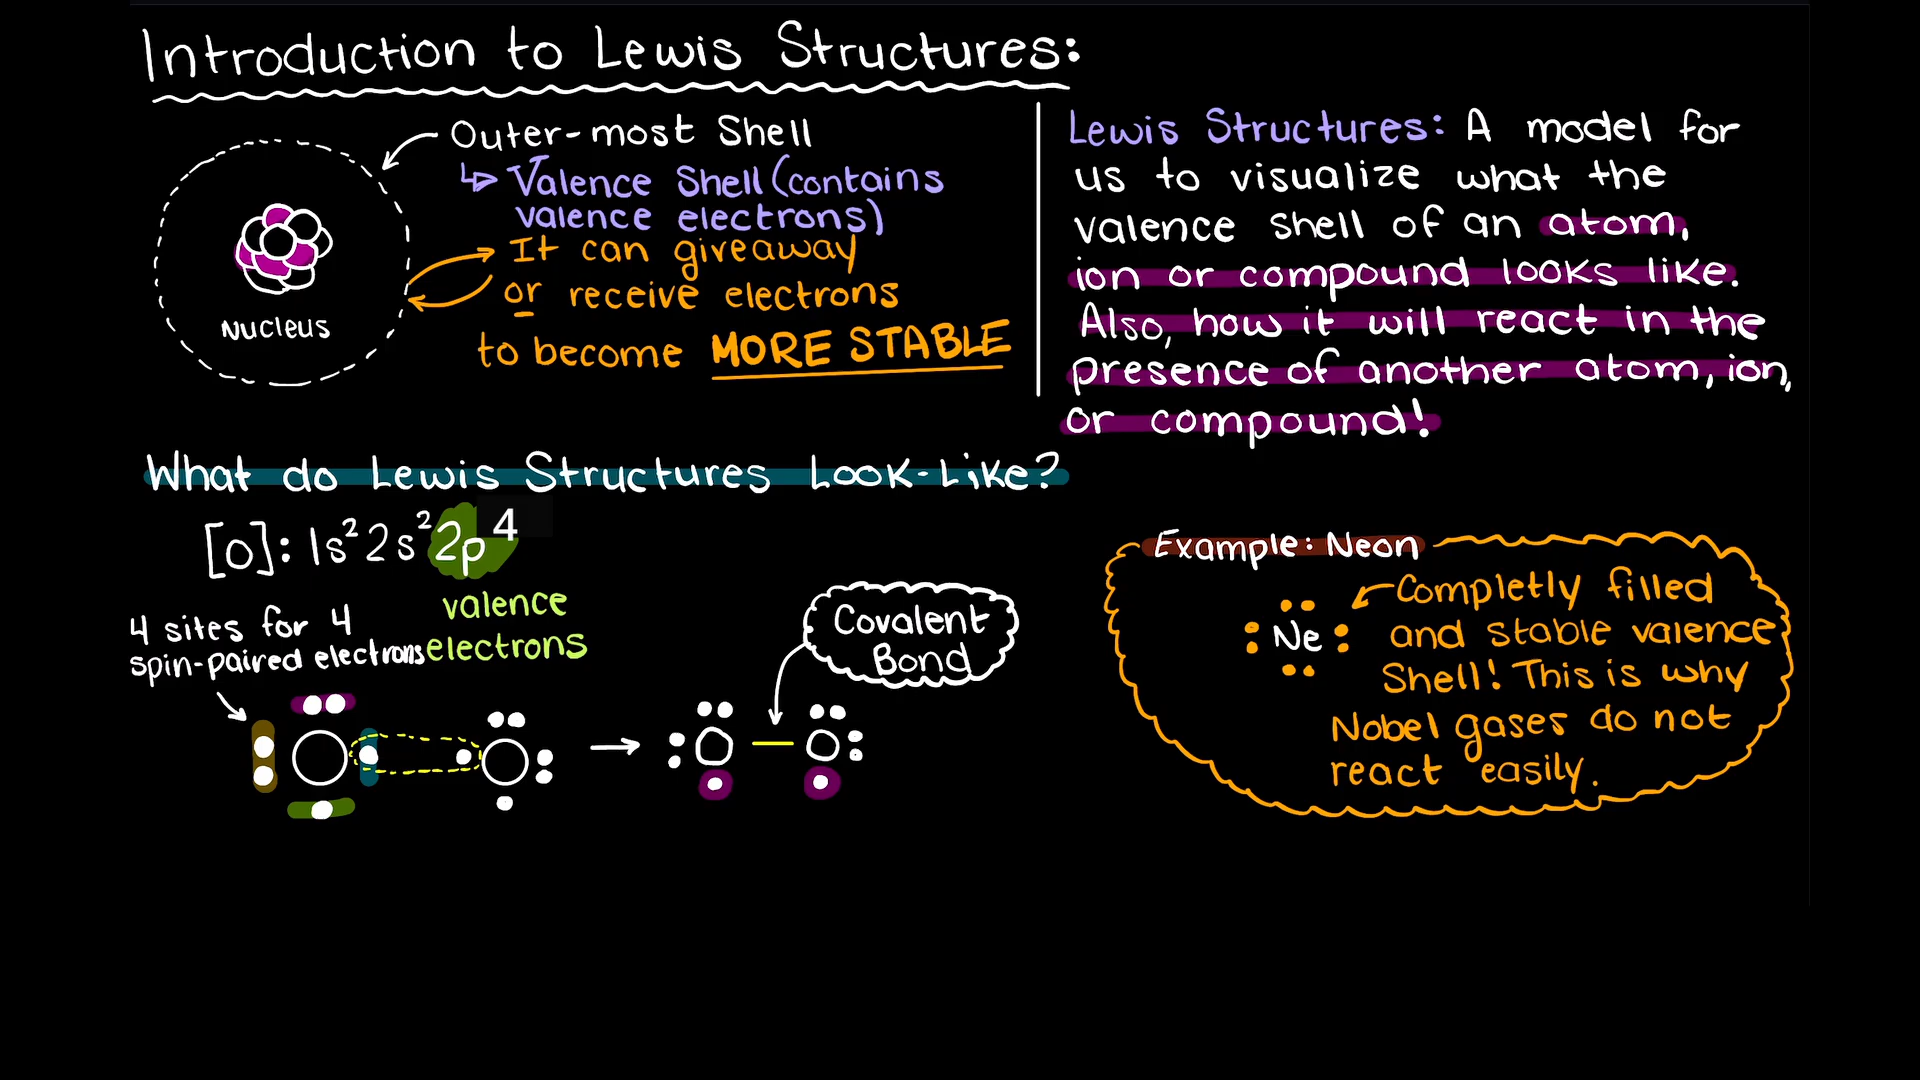 Introduction to Lewis Structures:
Outer-most Shell
↳ Valence Shell (contains
valence electrons)
It can giveaway
or receive electrons
to become MORE STABLE
Nucleus
Lewis Structures: A model for
us to visualize what the
valence shell of an atom,
ion or compound looks like.
Also, how it will react in the
presence of another atom, ion,
or compound!
What do Lewis Structures Look-Like?
[O]: 1s² 2s² 2p⁴
valence
electrons
4 sites for 4
spin-paired electrons
Covalent
Bond
O O → O — O
Example: Neon
Ne
Completly filled
and stable valence
Shell! This is why
Nobel gases do not
react easily.